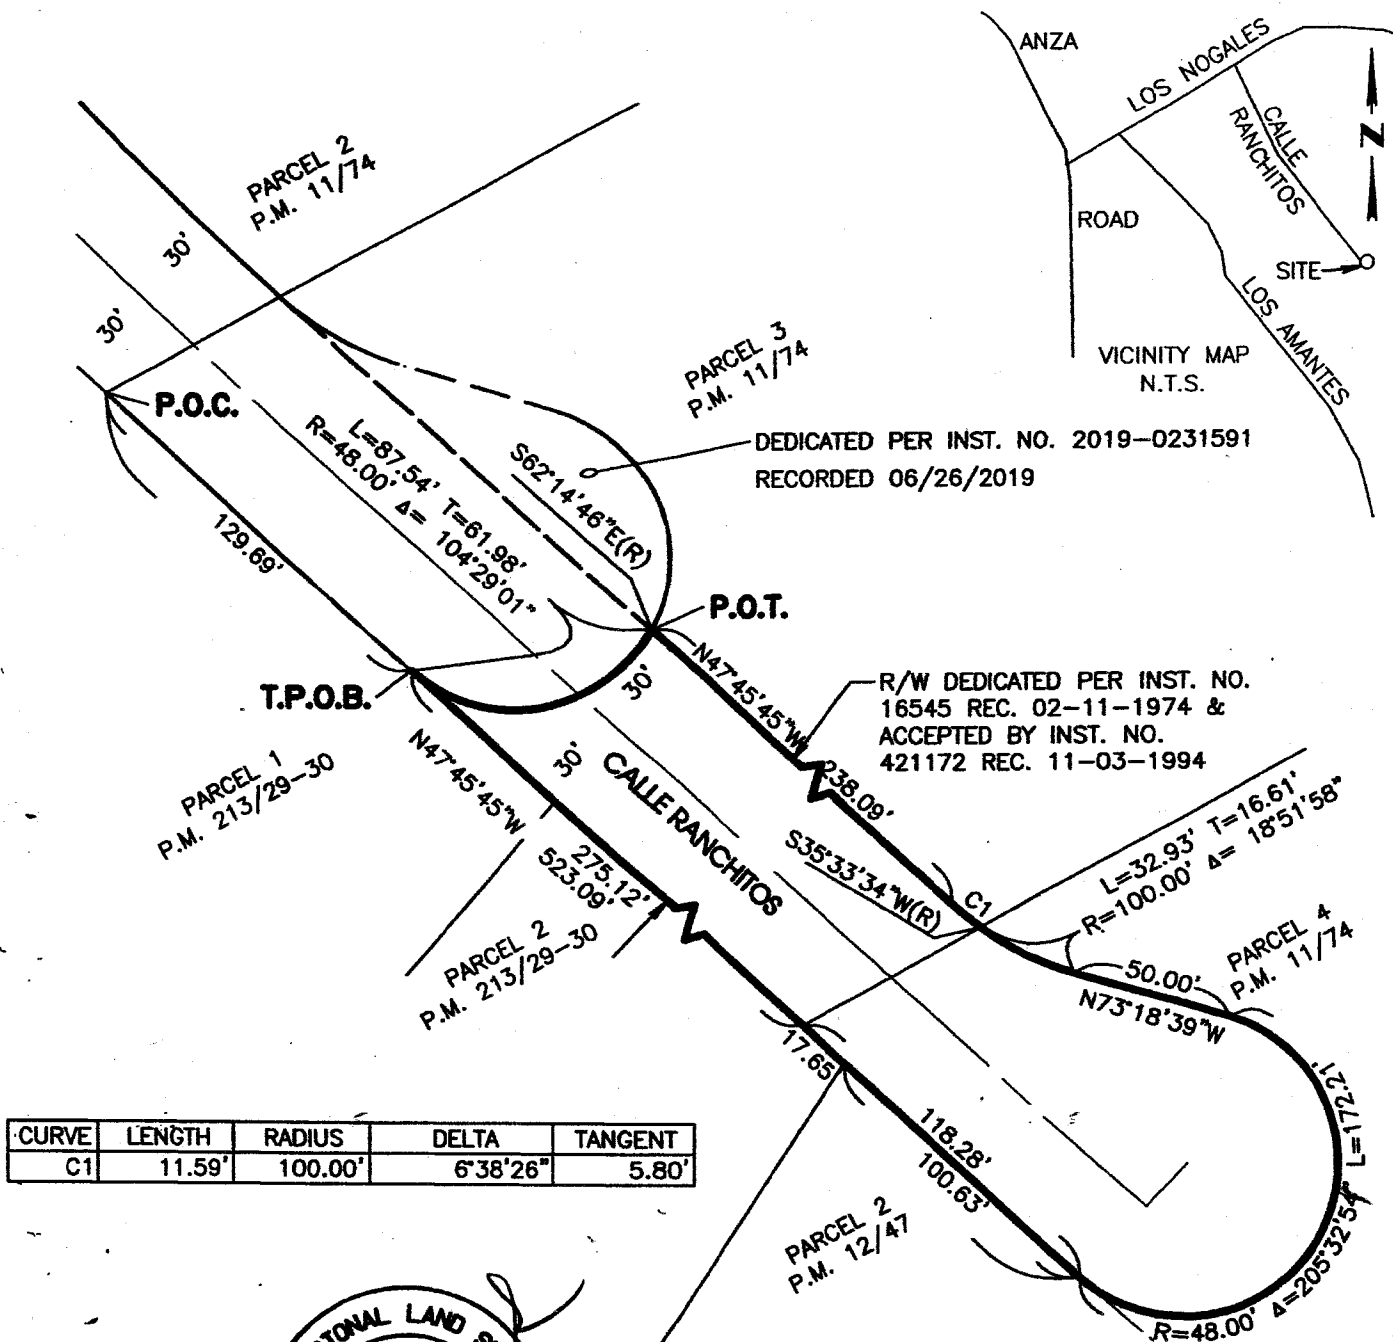 ANZA
LOS NOGALES
CALLE
RANCHITOS
N
ROAD
SITE
LOS AMANTES
VICINITY MAP
N.T.S.
PARCEL 2
P.M. 11/74
30'
30'
P.O.C.
PARCEL 3
P.M. 11/74
DEDICATED PER INST. NO. 2019-0231591
RECORDED 06/26/2019
L=87.54' T=61.98'
R=48.00' Δ= 104°29'01"
S62°14'46"E(R)
129.69'
P.O.T.
T.P.O.B.
30'
30'
N47°45'45"W
238.09'
R/W DEDICATED PER INST. NO.
16545 REC. 02-11-1974 &
ACCEPTED BY INST. NO.
421172 REC. 11-03-1994
PARCEL 1
P.M. 213/29-30
N47°45'45"W
275.12'
523.09'
CALLE RANCHITOS
S35°33'34"W(R)
C1
L=32.93' T=16.61'
R=100.00' Δ= 18°51'58"
PARCEL 2
P.M. 213/29-30
PARCEL 4
P.M. 11/74
50.00'
N73°18'39"W
17.65
118.28'
100.63'
L=172.21'
Δ=205°32'54"
R=48.00'
PARCEL 2
P.M. 12/47
CURVE LENGTH RADIUS DELTA TANGENT
C1 11.59' 100.00' 6°38'26" 5.80'
LAND